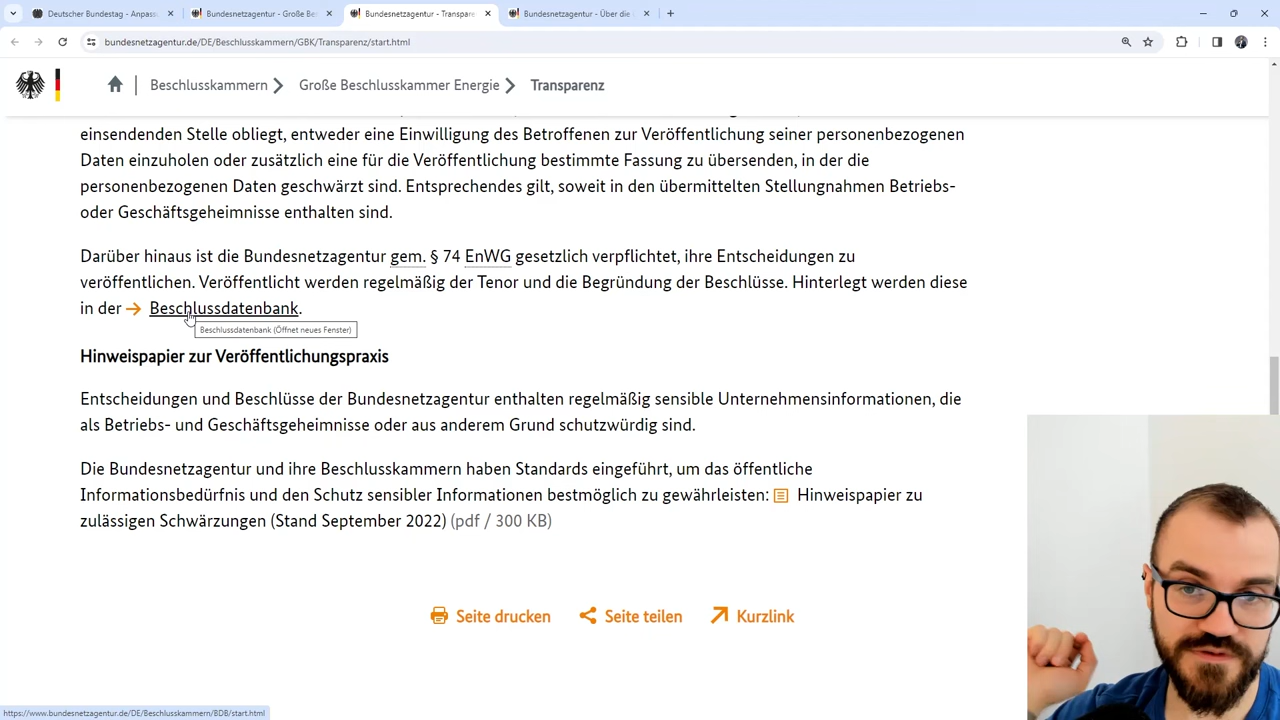 Deutscher Bundestag - Anpass
Bundesnetzagentur - Große Be
Bundesnetzagentur - Transpare
Bundesnetzagentur - Über die
bundesnetzagentur.de/DE/Beschlusskammern/GBK/Transparenz/start.html
Beschlusskammern
Große Beschlusskammer Energie
Transparenz
einsendenden Stelle obliegt, entweder eine Einwilligung des Betroffenen zur Veröffentlichung seiner personenbezogenen
Daten einzuholen oder zusätzlich eine für die Veröffentlichung bestimmte Fassung zu übersenden, in der die
personenbezogenen Daten geschwärzt sind. Entsprechendes gilt, soweit in den übermittelten Stellungnahmen Betriebs-
oder Geschäftsgeheimnisse enthalten sind.
Darüber hinaus ist die Bundesnetzagentur gem. § 74 EnWG gesetzlich verpflichtet, ihre Entscheidungen zu
veröffentlichen. Veröffentlicht werden regelmäßig der Tenor und die Begründung der Beschlüsse. Hinterlegt werden diese
in der → Beschlussdatenbank.
Beschlussdatenbank (Öffnet neues Fenster)
Hinweispapier zur Veröffentlichungspraxis
Entscheidungen und Beschlüsse der Bundesnetzagentur enthalten regelmäßig sensible Unternehmensinformationen, die
als Betriebs- und Geschäftsgeheimnisse oder aus anderem Grund schutzwürdig sind.
Die Bundesnetzagentur und ihre Beschlusskammern haben Standards eingeführt, um das öffentliche
Informationsbedürfnis und den Schutz sensibler Informationen bestmöglich zu gewährleisten: Hinweispapier zu
zulässigen Schwärzungen (Stand September 2022) (pdf / 300 KB)
Seite drucken
Seite teilen
Kurzlink
https://www.bundesnetzagentur.de/DE/Beschlusskammern/BDB/start.html